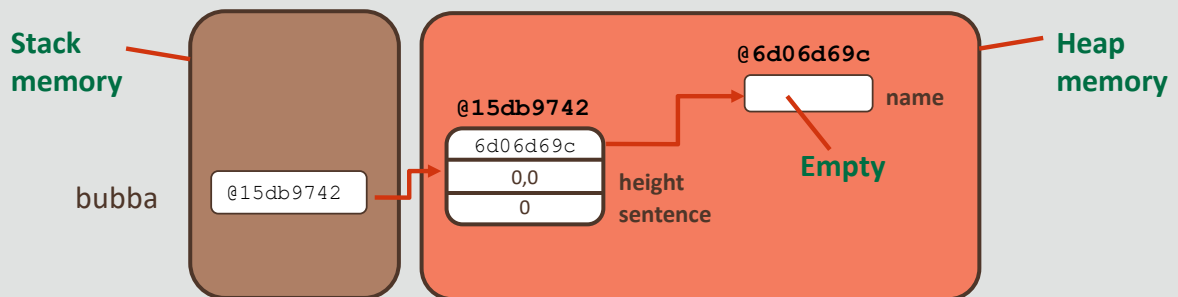 Stack
memory
bubba
@15db9742
@15db9742
6d06d69c
0,0
0
height
sentence
@6d06d69c
name
Empty
Heap
memory